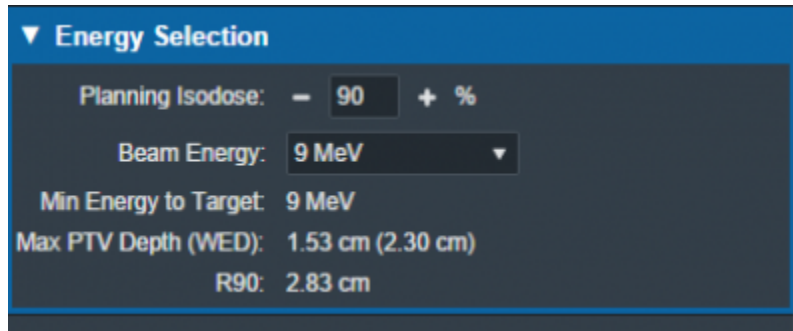 ▼ Energy Selection
Planning Isodose: − 90 + %
Beam Energy: 9 MeV ▼
Min Energy to Target: 9 MeV
Max PTV Depth (WED): 1.53 cm (2.30 cm)
R90: 2.83 cm